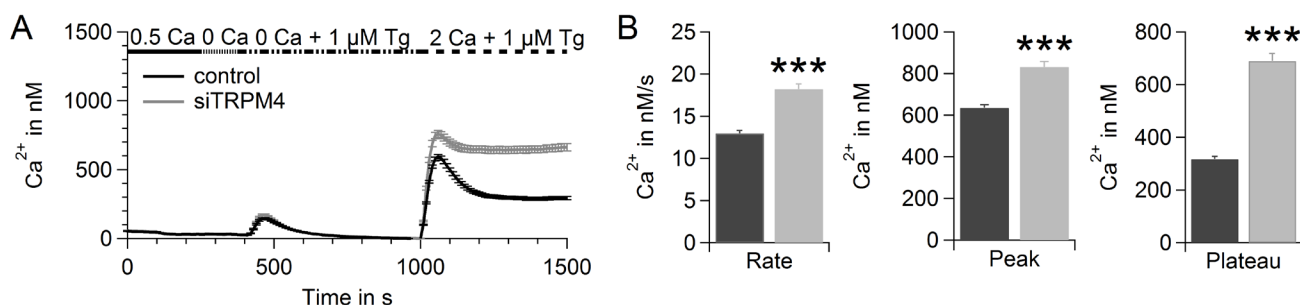 A
0.5 Ca 0 Ca 0 Ca + 1 µM Tg 2 Ca + 1 µM Tg
control
siTRPM4
Ca2+ in nM
1500
1000
500
0
0 500 1000 1500
Time in s
B
Ca2+ in nM/s
25
20
15
10
5
0
***
Rate
Ca2+ in nM
1000
800
600
400
200
0
***
Peak
Ca2+ in nM
800
600
400
200
0
***
Plateau